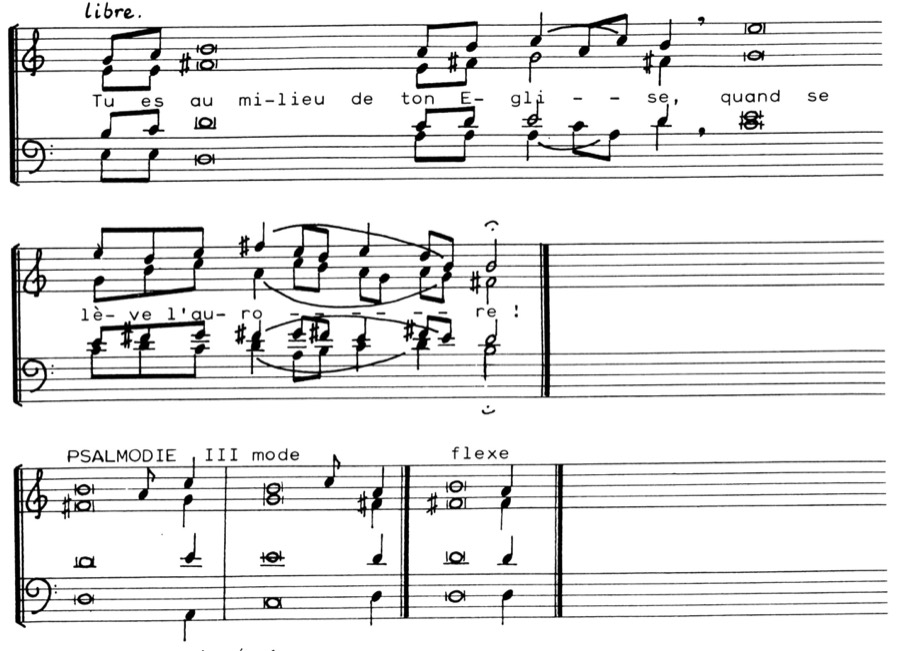 libre.
Tu es au mi-lieu de ton E- gli - - se, quand se
lè- ve l'au- ro - - - - - - re !
PSALMODIE III mode flexe